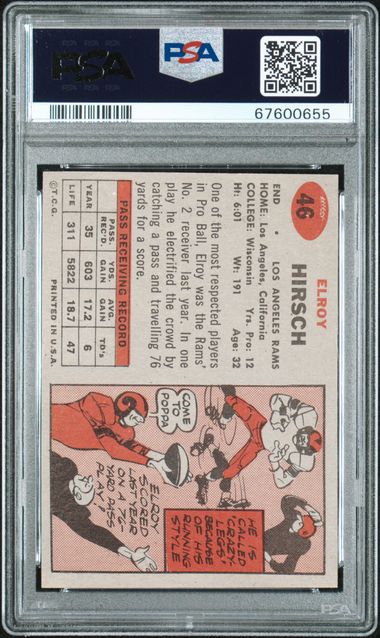 PSA
PSA
67600655
46
ELROY
HIRSCH
END • LOS ANGELES RAMS
HOME: Los Angeles, California
COLLEGE: Wisconsin Yrs. Pro: 12
Ht: 6:01 Wt: 191 Age: 32
One of the most respected players
in Pro Ball, Elroy was the Rams'
No. 2 receiver last year. In one
play he electrified the crowd by
catching a pass and travelling 76
yards for a score.
PASS RECEIVING RECORD
PASS. REC'D. YDS. GAIN AVG. GAIN TD's
YEAR 35 603 17.2 6
LIFE 311 5822 18.7 47
©T.C.G. PRINTED IN U.S.A.
HE IS
CALLED
'CRAZY-
LEGS'
BECAUSE
OF HIS
RUNNING
STYLE
COME
TO
POPPA
ELROY
SCORED
LAST YEAR
ON A 76-
YARD PASS
PLAY!